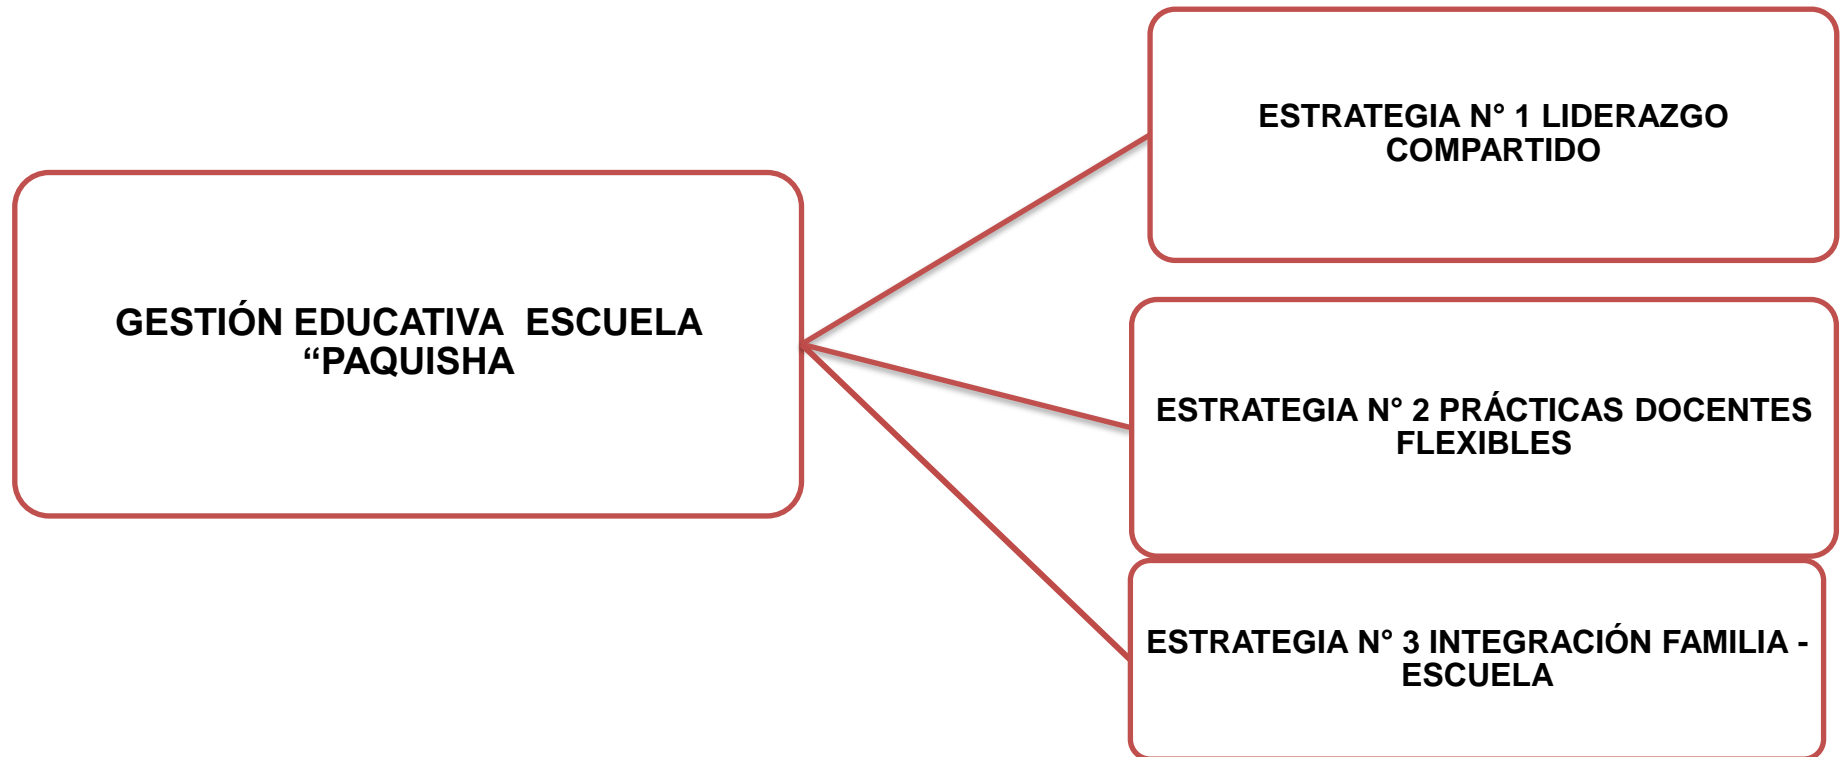 GESTIÓN EDUCATIVA  ESCUELA
“PAQUISHA
ESTRATEGIA N° 1 LIDERAZGO
COMPARTIDO
ESTRATEGIA N° 2 PRÁCTICAS DOCENTES
FLEXIBLES
ESTRATEGIA N° 3 INTEGRACIÓN FAMILIA -
ESCUELA